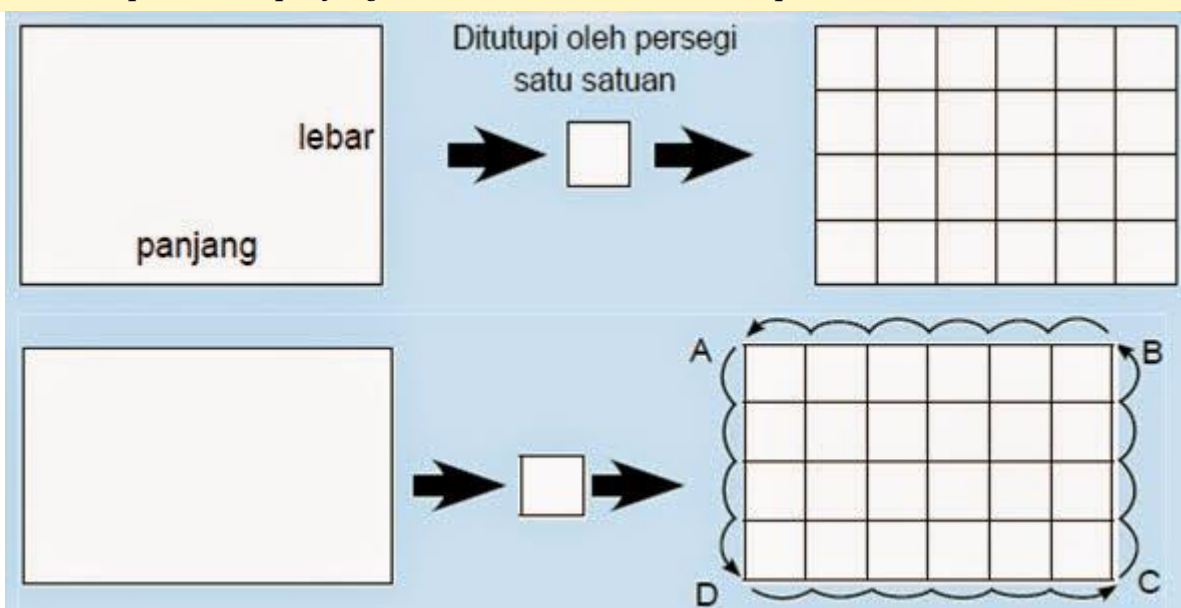 Ditutupi oleh persegi
satu satuan
lebar
panjang
A
B
D
C